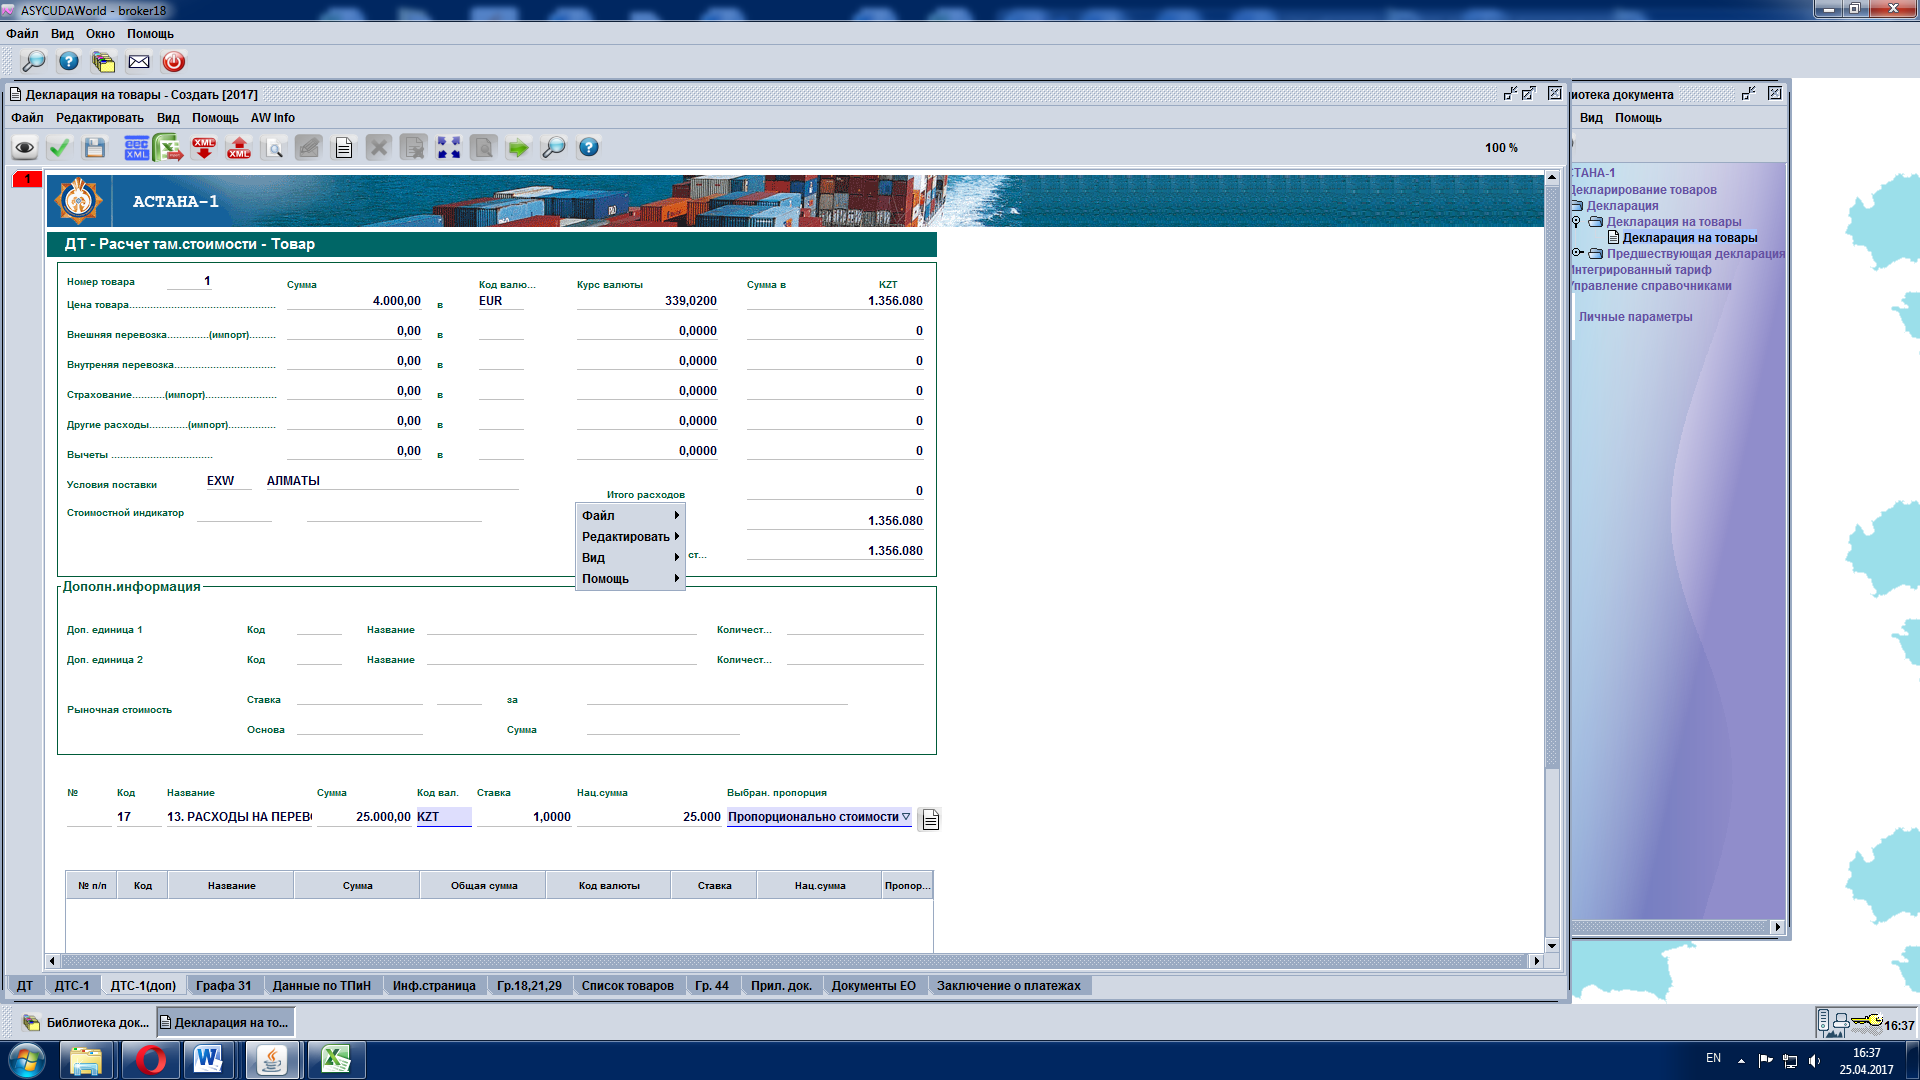 ASYCUDAWorld - broker18
Файл Вид Окно Помощь
Декларация на товары - Создать [2017]
Файл Редактировать Вид Помощь AW Info
100 %
1
АСТАНА-1
ДТ - Расчет там.стоимости - Товар
Номер товара 1 Сумма Код валю... Курс валюты Сумма в KZT
Цена товара................................................ 4.000,00 в EUR 339,0200 1.356.080
Внешняя перевозка..............(импорт)......... 0,00 в 0,0000 0
Внутреняя перевозка.................................. 0,00 в 0,0000 0
Страхование...........(импорт)........................ 0,00 в 0,0000 0
Другие расходы.............(импорт)................ 0,00 в 0,0000 0
Вычеты .................................. 0,00 в 0,0000 0
Условия поставки EXW АЛМАТЫ
Итого расходов 0
Стоимостной индикатор
1.356.080
ст... 1.356.080
Файл
Редактировать
Вид
Помощь
Дополн.информация
Доп. единица 1 Код Название Количест...
Доп. единица 2 Код Название Количест...
Рыночная стоимость
Ставка за
Основа Сумма
№ Код Название Сумма Код вал. Ставка Нац.сумма Выбран. пропорция
17 13. РАСХОДЫ НА ПЕРЕВ 25.000,00 KZT 1,0000 25.000 Пропорционально стоимости
№ п/п Код Название Сумма Общая сумма Код валюты Ставка Нац.сумма Пропор...
ДТ ДТС-1 ДТС-1(доп) Графа 31 Данные по ТПиН Инф.страница Гр.18,21,29 Список товаров Гр. 44 Прил. док. Документы ЕО Заключение о платежах
иотека документа
Вид Помощь
СТАНА-1
Декларирование товаров
Декларация
Декларация на товары
Декларация на товары
Предшествующая декларация
Интегрированный тариф
Управление справочниками
Личные параметры
Библиотека док... Декларация на то...
16:37
EN
16:37
25.04.2017